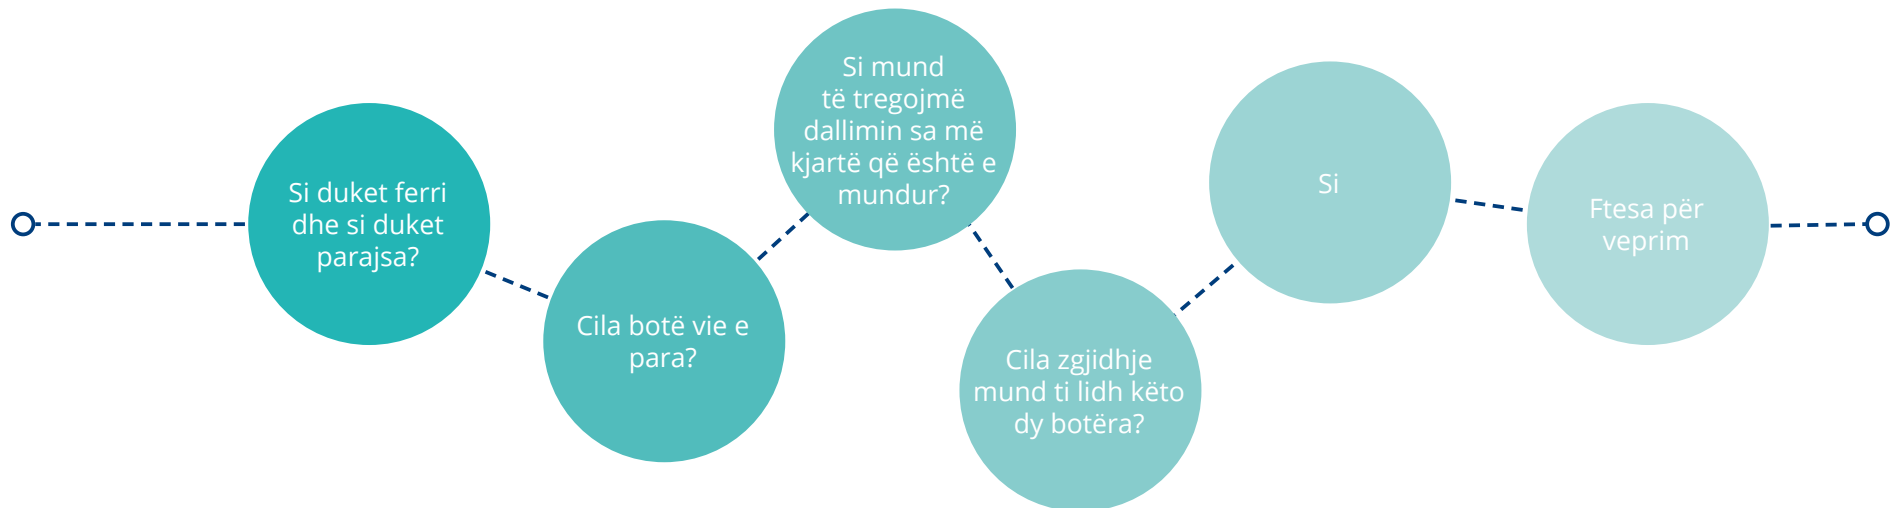 Si duket ferri
dhe si duket
parajsa?
Cila botë vie e
para?
Si mund
të tregojmë
dallimin sa më
kjartë që është e
mundur?
Cila zgjidhje
mund ti lidh këto
dy botëra?
Si
Ftesa për
veprim